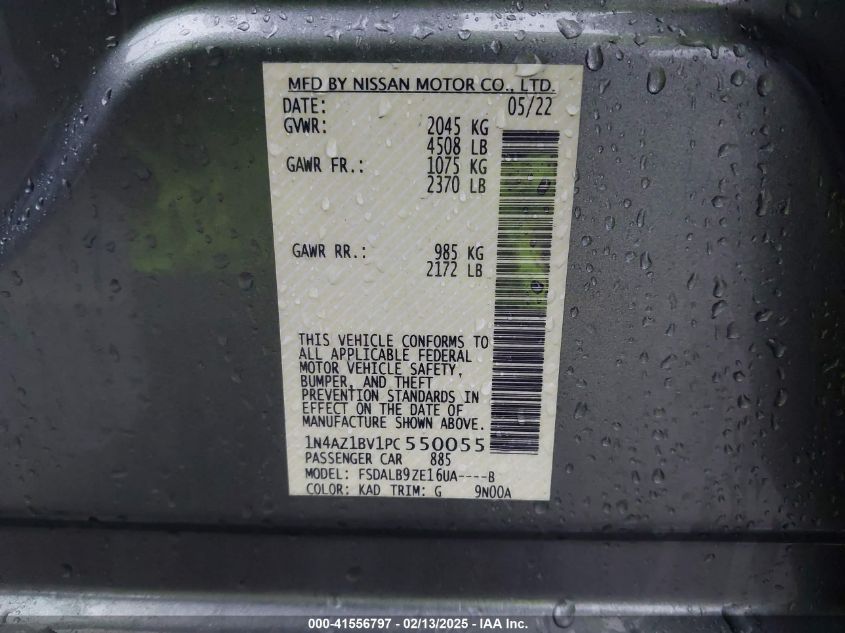 MFD BY NISSAN MOTOR CO., LTD.
DATE: 05/22
GVWR: 2045 KG
4508 LB
GAWR FR.: 1075 KG
2370 LB
GAWR RR.: 985 KG
2172 LB
THIS VEHICLE CONFORMS TO
ALL APPLICABLE FEDERAL
MOTOR VEHICLE SAFETY,
BUMPER, AND THEFT
PREVENTION STANDARDS IN
EFFECT ON THE DATE OF
MANUFACTURE SHOWN ABOVE.
1N4AZ1BV1PC550055
PASSENGER CAR 885
MODEL: FSDALB9ZE16UA----B
COLOR: KAD TRIM: G 9N00A
000-41556797 - 02/13/2025 - IAA Inc.